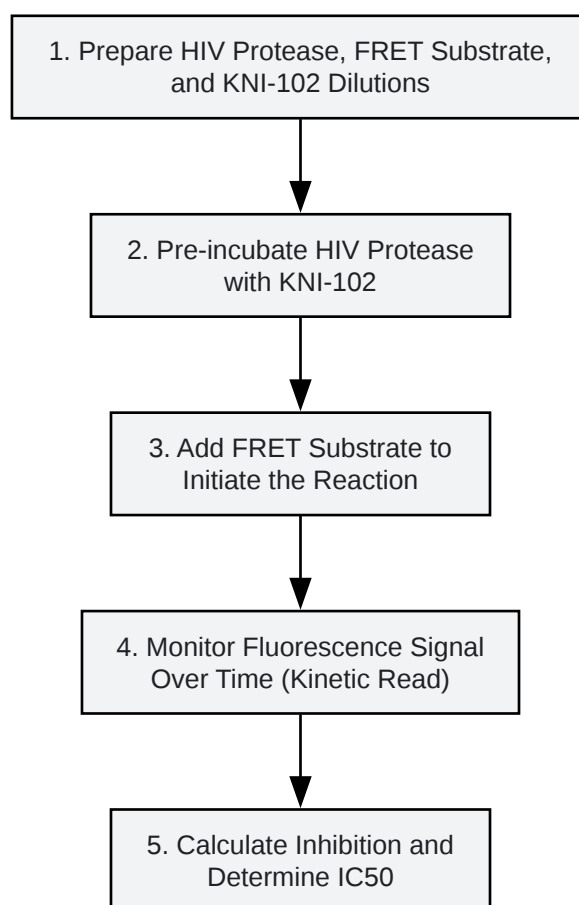 1. Prepare HIV Protease, FRET Substrate,
and KNI-102 Dilutions
2. Pre-incubate HIV Protease
with KNI-102
3. Add FRET Substrate to
Initiate the Reaction
4. Monitor Fluorescence Signal
Over Time (Kinetic Read)
5. Calculate Inhibition and
Determine IC50